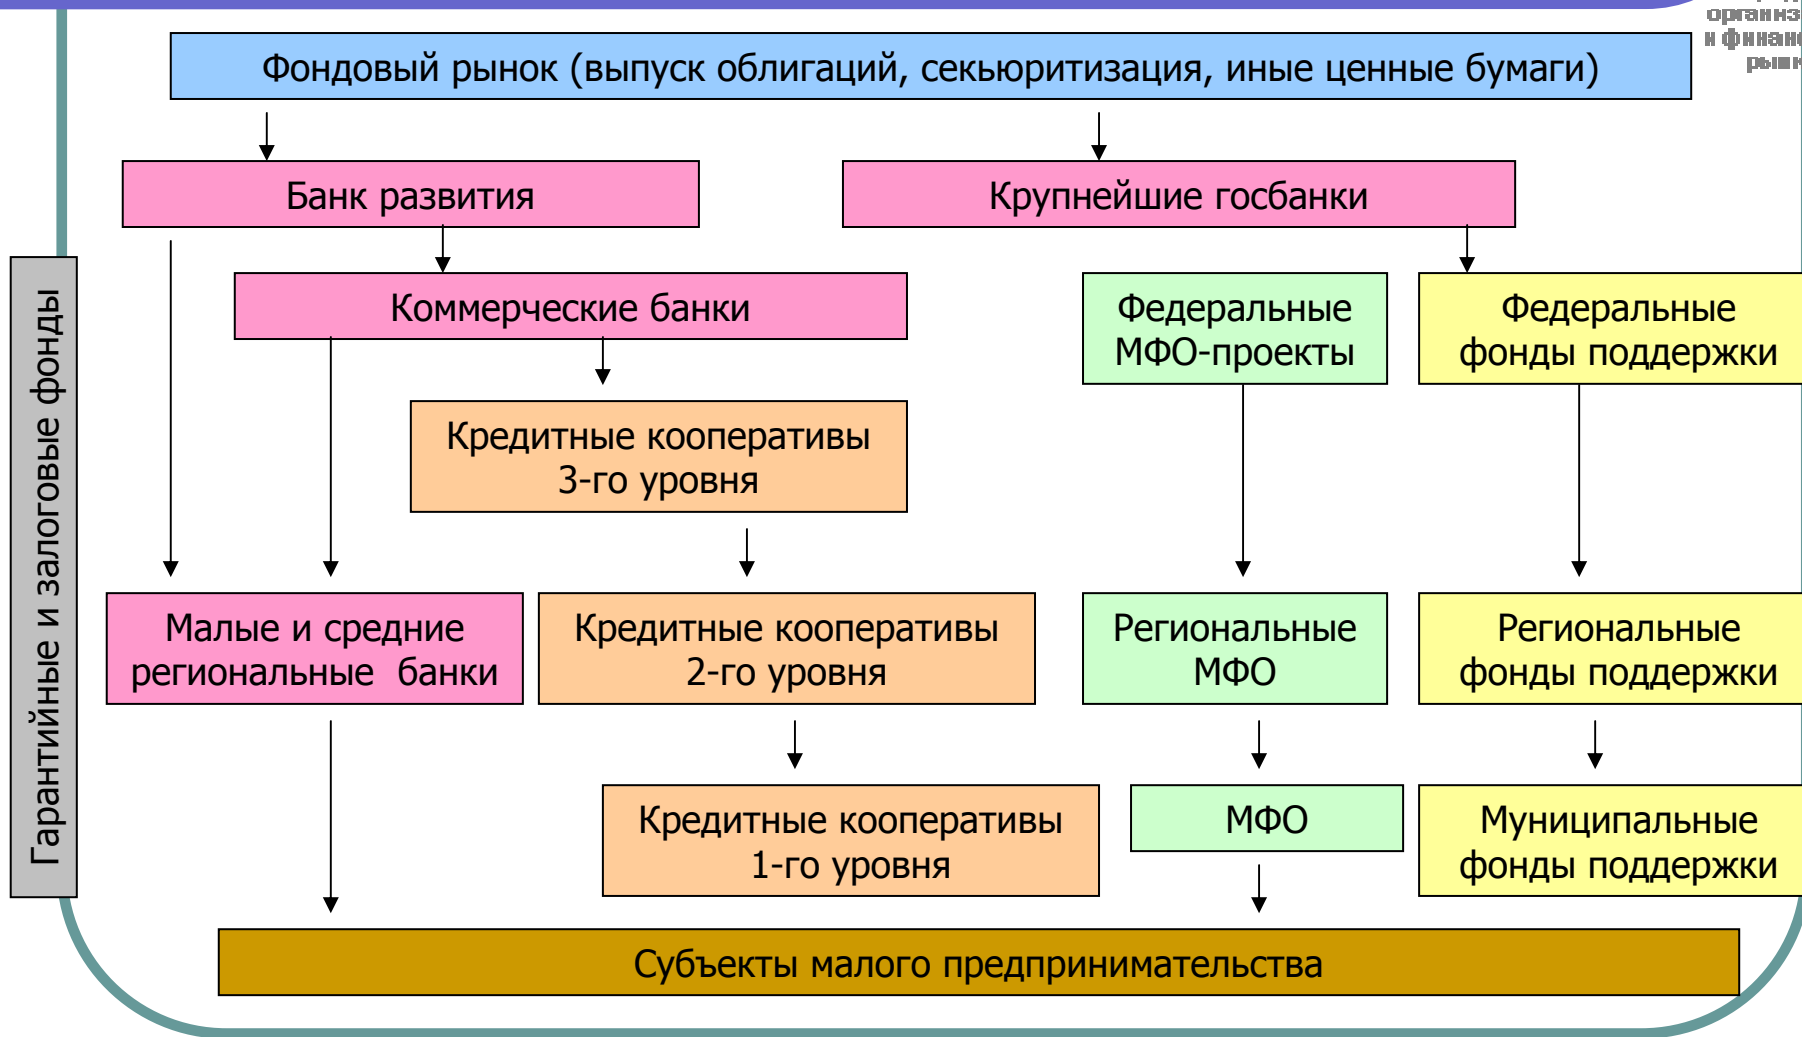 Фондовый рынок (выпуск облигаций, секьюритизация, иные ценные бумаги)
Банк развития
Крупнейшие госбанки
Коммерческие банки
Федеральные
МФО-проекты
Федеральные
фонды поддержки
Кредитные кооперативы
3-го уровня
Гарантийные и залоговые фонды
Малые и средние
региональные банки
Кредитные кооперативы
2-го уровня
Региональные
МФО
Региональные
фонды поддержки
Кредитные кооперативы
1-го уровня
МФО
Муниципальные
фонды поддержки
Субъекты малого предпринимательства